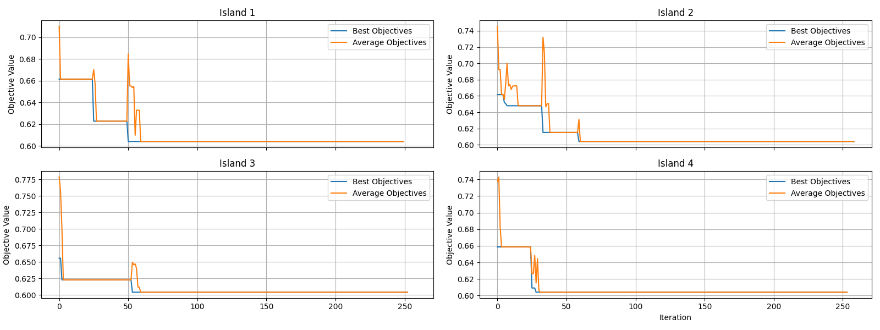 Island 1
Objective Value
0.70
0.68
0.66
0.64
0.62
0.60
Best Objectives
Average Objectives
Island 2
Objective Value
0.74
0.72
0.70
0.68
0.66
0.64
0.62
0.60
Best Objectives
Average Objectives
Island 3
Objective Value
0.775
0.750
0.725
0.700
0.675
0.650
0.625
0.600
0
50
100
150
200
250
Best Objectives
Average Objectives
Island 4
Objective Value
0.74
0.72
0.70
0.68
0.66
0.64
0.62
0.60
0
50
100
150
200
250
Best Objectives
Average Objectives
Iteration